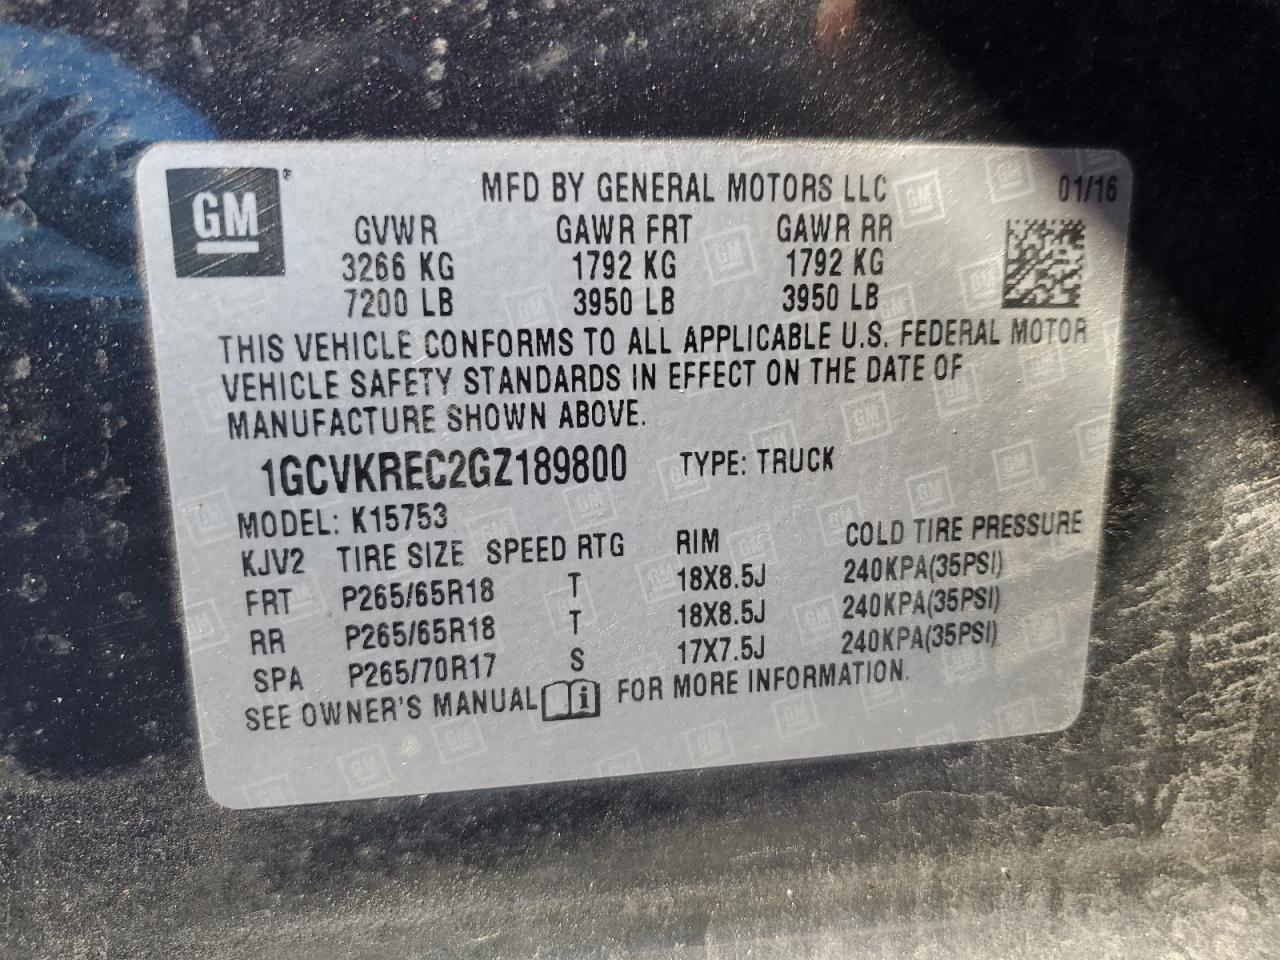 GM
MFD BY GENERAL MOTORS LLC 01/16
GVWR GAWR FRT GAWR RR
3266 KG 1792 KG 1792 KG
7200 LB 3950 LB 3950 LB
THIS VEHICLE CONFORMS TO ALL APPLICABLE U.S. FEDERAL MOTOR
VEHICLE SAFETY STANDARDS IN EFFECT ON THE DATE OF
MANUFACTURE SHOWN ABOVE.
1GCVKREC2GZ189800 TYPE: TRUCK
MODEL: K15753
KJV2 TIRE SIZE SPEED RTG RIM COLD TIRE PRESSURE
FRT P265/65R18 T 18X8.5J 240KPA(35PSI)
RR P265/65R18 T 18X8.5J 240KPA(35PSI)
SPA P265/70R17 S 17X7.5J 240KPA(35PSI)
SEE OWNER'S MANUAL FOR MORE INFORMATION.